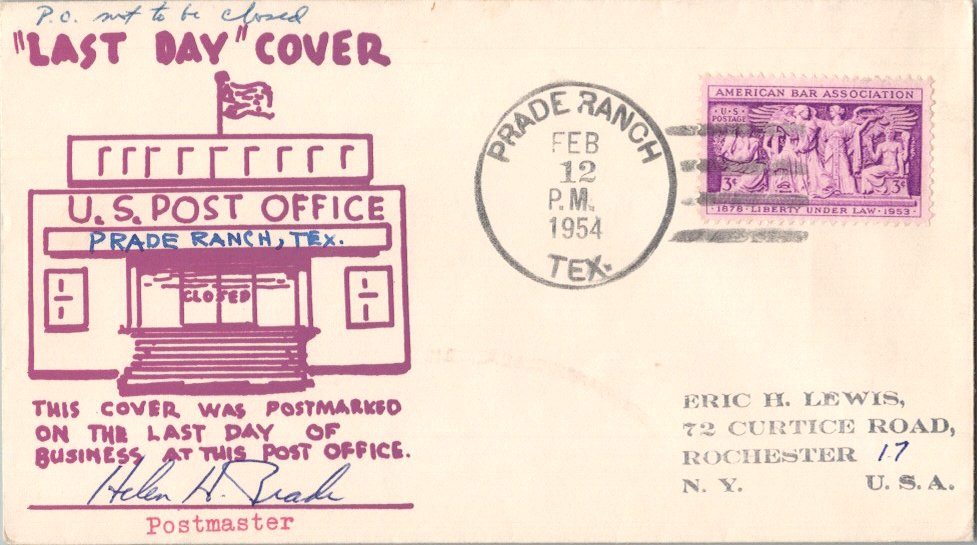 P.O. not to be closed
"LAST DAY" COVER
U.S. POST OFFICE
PRADE RANCH, TEX.
CLOSED
THIS COVER WAS POSTMARKED
ON THE LAST DAY OF
BUSINESS AT THIS POST OFFICE.
Helen H. Prade
Postmaster
PRADE RANCH
FEB
12
P.M.
1954
TEX.
AMERICAN BAR ASSOCIATION
U·S·
POSTAGE
3¢ 3¢
1878·LIBERTY UNDER LAW·1953
ERIC H. LEWIS,
72 CURTICE ROAD,
ROCHESTER 17
N. Y. U. S. A.